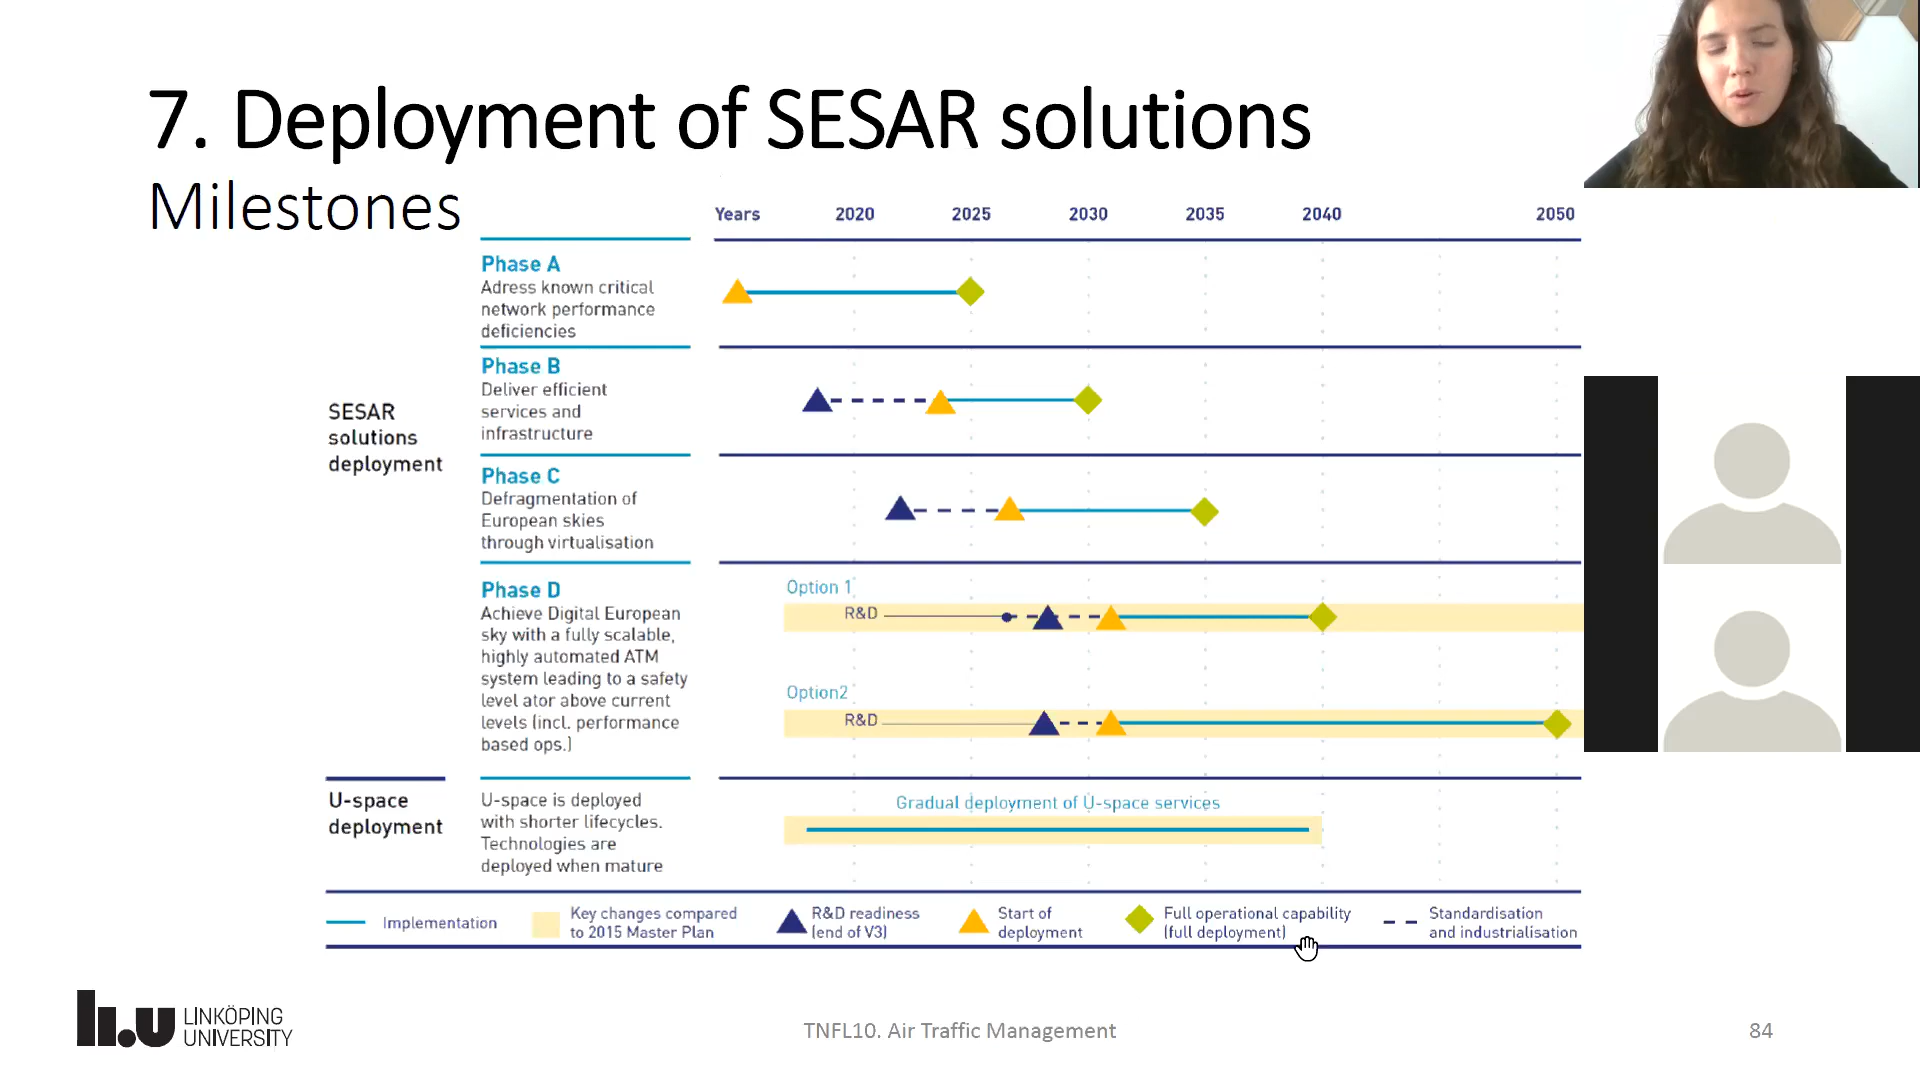 7. Deployment of SESAR solutions
Milestones
Years 2020 2025 2030 2035 2040 2050
SESAR
solutions
deployment
Phase A
Adress known critical
network performance
deficiencies
Phase B
Deliver efficient
services and
infrastructure
Phase C
Defragmentation of
European skies
through virtualisation
Phase D
Achieve Digital European
sky with a fully scalable,
highly automated ATM
system leading to a safety
level ator above current
levels (incl. performance
based ops.)
Option 1
R&D
Option2
R&D
U-space
deployment
U-space is deployed
with shorter lifecycles.
Technologies are
deployed when mature
Gradual deployment of U-space services
Implementation
Key changes compared
to 2015 Master Plan
R&D readiness
(end of V3)
Start of
deployment
Full operational capability
(full deployment)
Standardisation
and industrialisation
li.u LINKÖPING
UNIVERSITY
TNFL10. Air Traffic Management
84